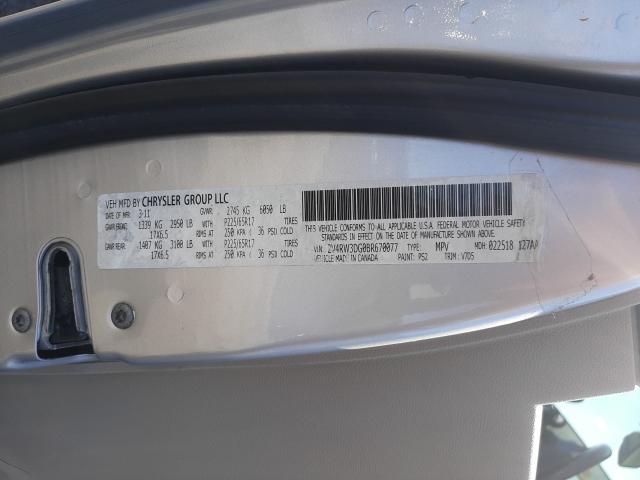 VEH MFD BY CHRYSLER GROUP LLC
DATE OF MFR 3-11 GVWR 2745 KG 6050 LB
GAWR FRONT 1339 KG 2950 LB WITH P225/65R17 TIRES
17X6.5 RIMS AT 250 KPA / 36 PSI COLD
GAWR REAR 1407 KG 3100 LB WITH P225/65R17 TIRES
17X6.5 RIMS AT 250 KPA / 36 PSI COLD
THIS VEHICLE CONFORMS TO ALL APPLICABLE U.S.A. FEDERAL MOTOR VEHICLE SAFETY
STANDARDS IN EFFECT ON THE DATE OF MANUFACTURE SHOWN ABOVE.
VIN: 2V4RW3DG0BR670077 TYPE: MPV MDH: 022518 127AA
VEHICLE MADE IN CANADA PAINT: PS2 TRIM: V7D5